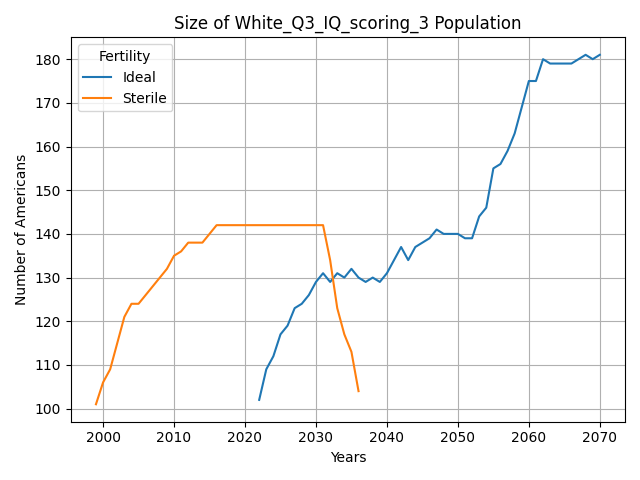 Size of White_Q3_IQ_scoring_3 Population
Fertility
Ideal
Sterile
Number of Americans
180
170
160
150
140
130
120
110
100
2000 2010 2020 2030 2040 2050 2060 2070
Years